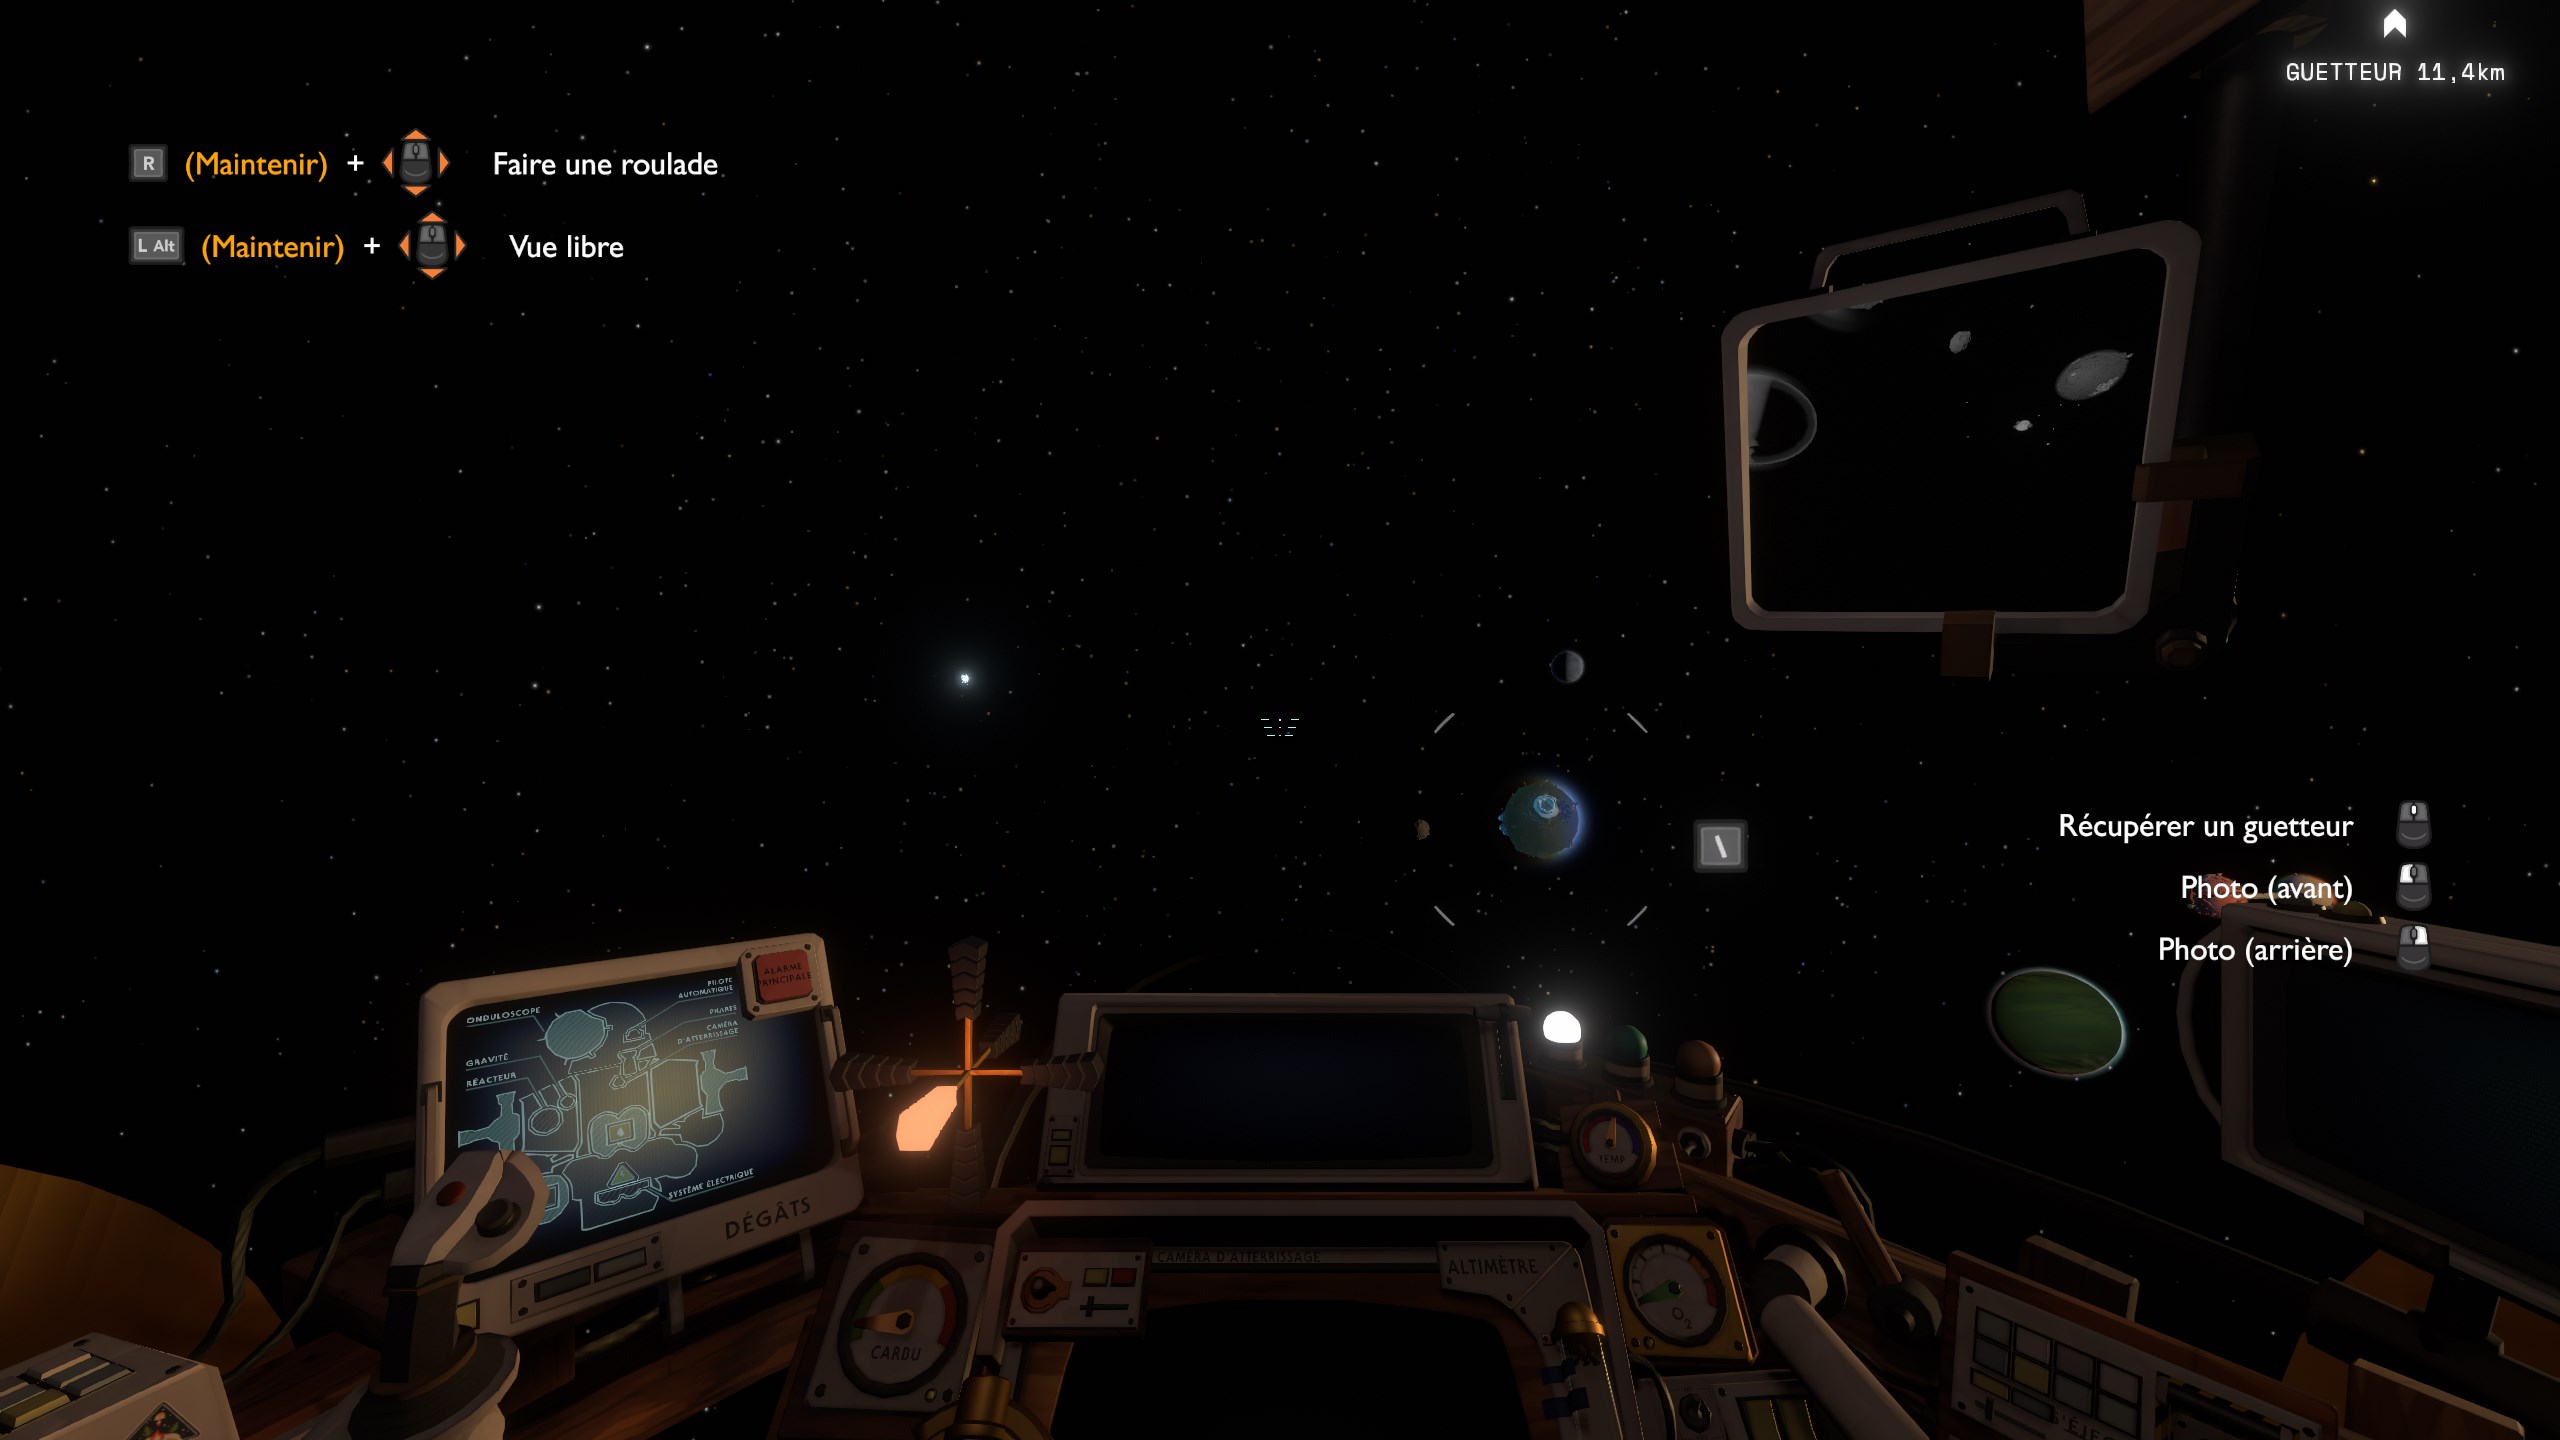 GUETTEUR 11,4km
R (Maintenir) + Faire une roulade
L Alt (Maintenir) + Vue libre
\
Récupérer un guetteur
Photo (avant)
Photo (arrière)
ALARME
PRINCIPALE
ONDULOSCOPE
PILOTE
AUTOMATIQUE
PHARES
CAMÉRA
D'ATTERRISSAGE
GRAVITÉ
RÉACTEUR
SYSTÈME ÉLECTRIQUE
DÉGÂTS
TEMP
CAMÉRA D'ATTERRISSAGE
ALTIMÈTRE
CARBU
O2